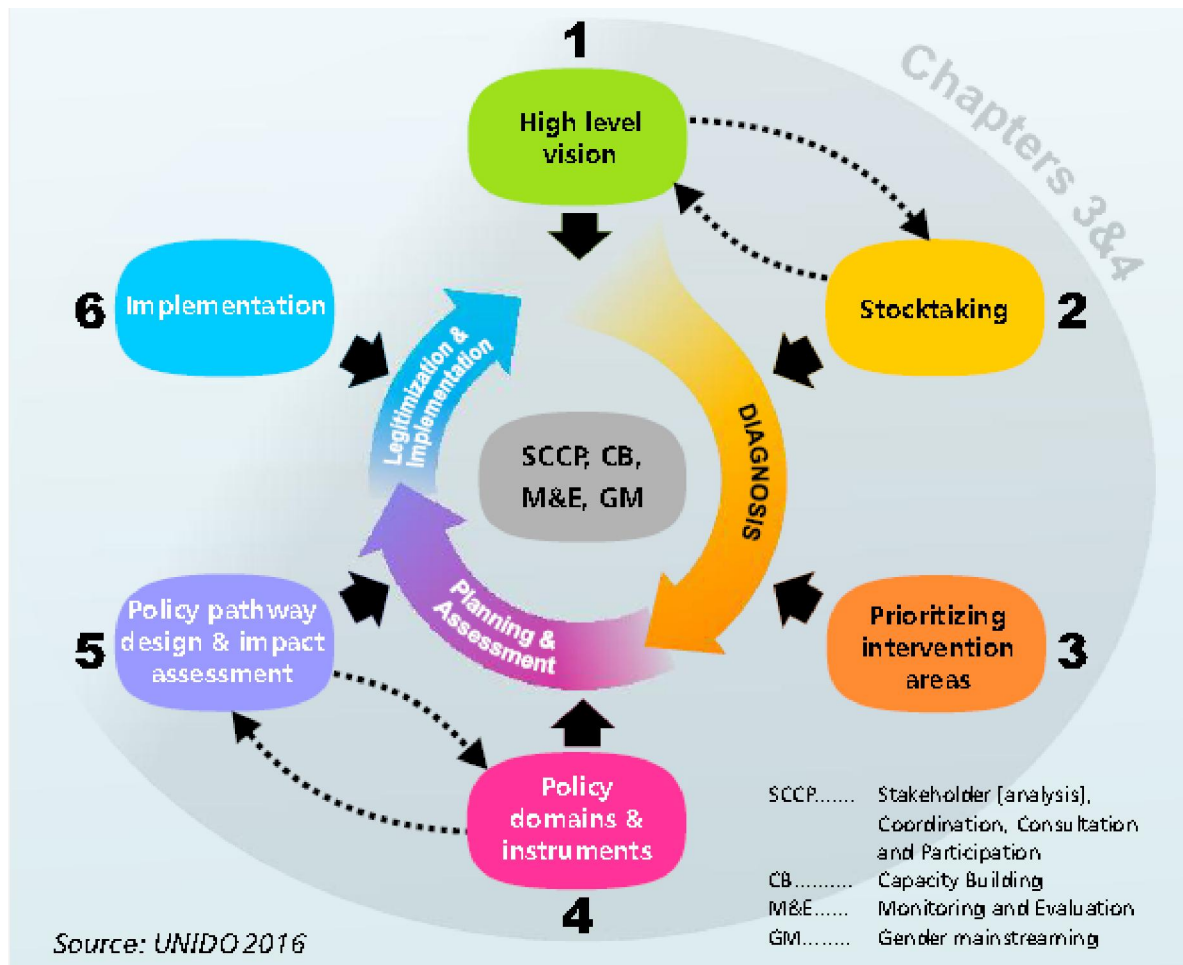 1
High level
vision
Chapters 3&4
Stocktaking
2
Prioritizing
intervention
areas
3
Policy
domains &
instruments
4
Policy pathway
design & impact
assessment
5
Implementation
6
DIAGNOSIS
Planning &
Assessment
Legitimization &
Implementation
SCCP, CB,
M&E, GM
SCCP....... Stakeholder [analysis],
Coordination, Consultation
and Participation
CB.......... Capacity Building
M&E...... Monitoring and Evaluation
GM........ Gender mainstreaming
Source: UNIDO 2016